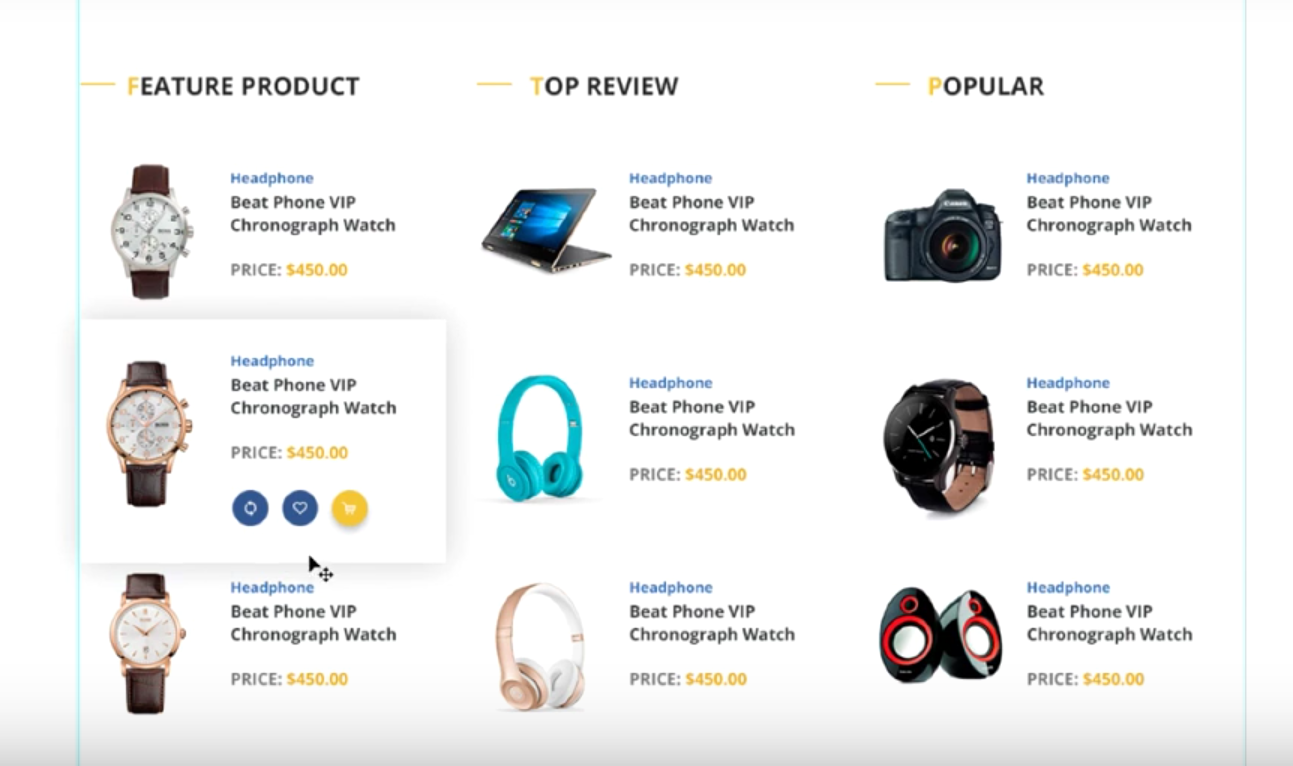 FEATURE PRODUCT
Headphone
Beat Phone VIP
Chronograph Watch
PRICE: $450.00
Headphone
Beat Phone VIP
Chronograph Watch
PRICE: $450.00
Headphone
Beat Phone VIP
Chronograph Watch
PRICE: $450.00
TOP REVIEW
Headphone
Beat Phone VIP
Chronograph Watch
PRICE: $450.00
Headphone
Beat Phone VIP
Chronograph Watch
PRICE: $450.00
Headphone
Beat Phone VIP
Chronograph Watch
PRICE: $450.00
POPULAR
Canon
Headphone
Beat Phone VIP
Chronograph Watch
PRICE: $450.00
Headphone
Beat Phone VIP
Chronograph Watch
PRICE: $450.00
Headphone
Beat Phone VIP
Chronograph Watch
PRICE: $450.00